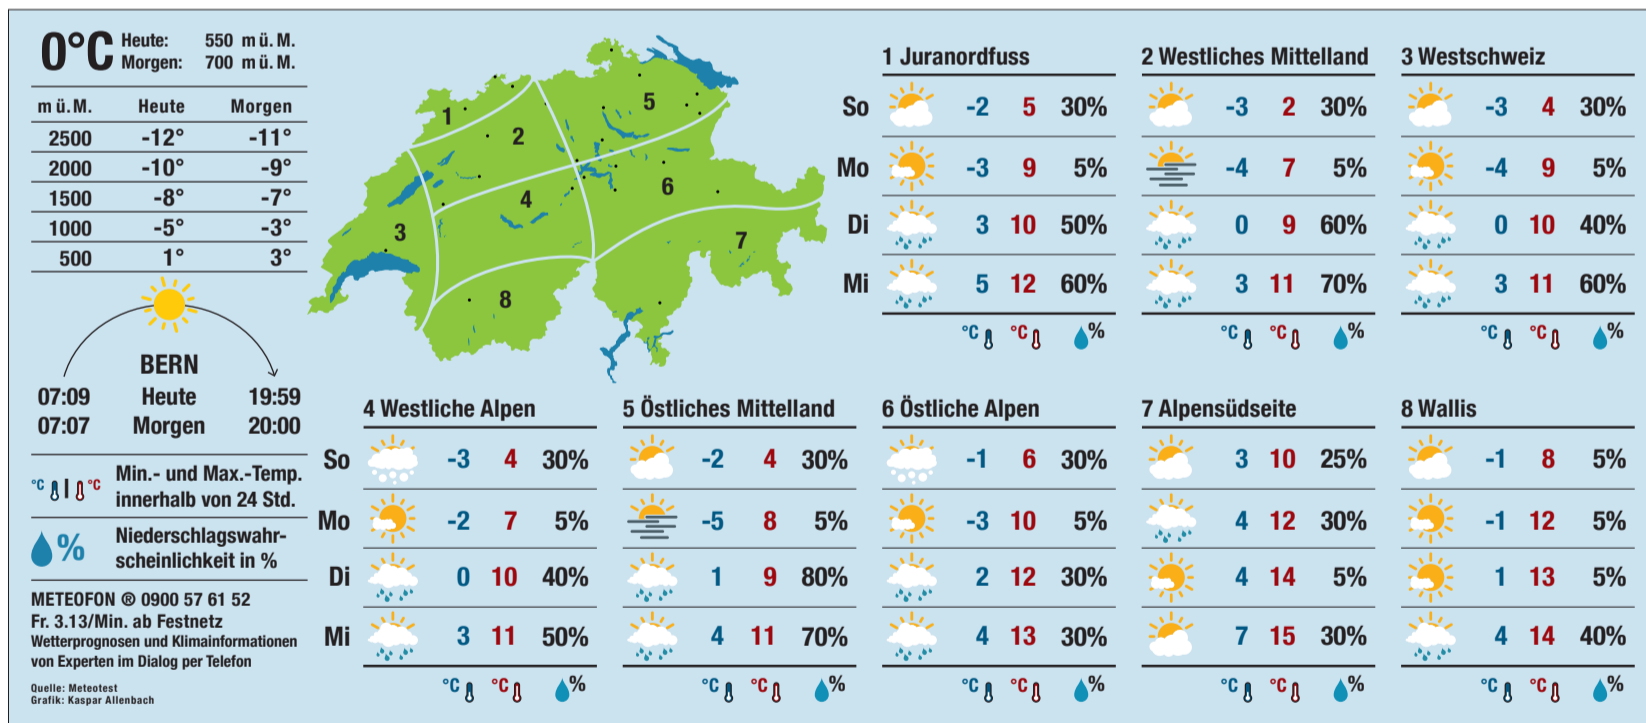 0°C
Heute: 550 m ü. M.
Morgen: 700 m ü. M.
m ü. M. Heute Morgen
2500 -12° -11°
2000 -10° -9°
1500 -8° -7°
1000 -5° -3°
500 1° 3°
BERN
07:09 Heute 19:59
07:07 Morgen 20:00
°C | °C Min.- und Max.-Temp.
innerhalb von 24 Std.
% Niederschlagswahr-
scheinlichkeit in %
METEOFON ® 0900 57 61 52
Fr. 3.13/Min. ab Festnetz
Wetterprognosen und Klimainformationen
von Experten im Dialog per Telefon
Quelle: Meteotest
Grafik: Kaspar Allenbach
1
2
3
4
5
6
7
8
1 Juranordfuss
So -2 5 30%
Mo -3 9 5%
Di 3 10 50%
Mi 5 12 60%
°C °C %
2 Westliches Mittelland
-3 2 30%
-4 7 5%
0 9 60%
3 11 70%
°C °C %
3 Westschweiz
-3 4 30%
-4 9 5%
0 10 40%
3 11 60%
°C °C %
4 Westliche Alpen
So -3 4 30%
Mo -2 7 5%
Di 0 10 40%
Mi 3 11 50%
°C °C %
5 Östliches Mittelland
-2 4 30%
-5 8 5%
1 9 80%
4 11 70%
°C °C %
6 Östliche Alpen
-1 6 30%
-3 10 5%
2 12 30%
4 13 30%
°C °C %
7 Alpensüdseite
3 10 25%
4 12 30%
4 14 5%
7 15 30%
°C °C %
8 Wallis
-1 8 5%
-1 12 5%
1 13 5%
4 14 40%
°C °C %